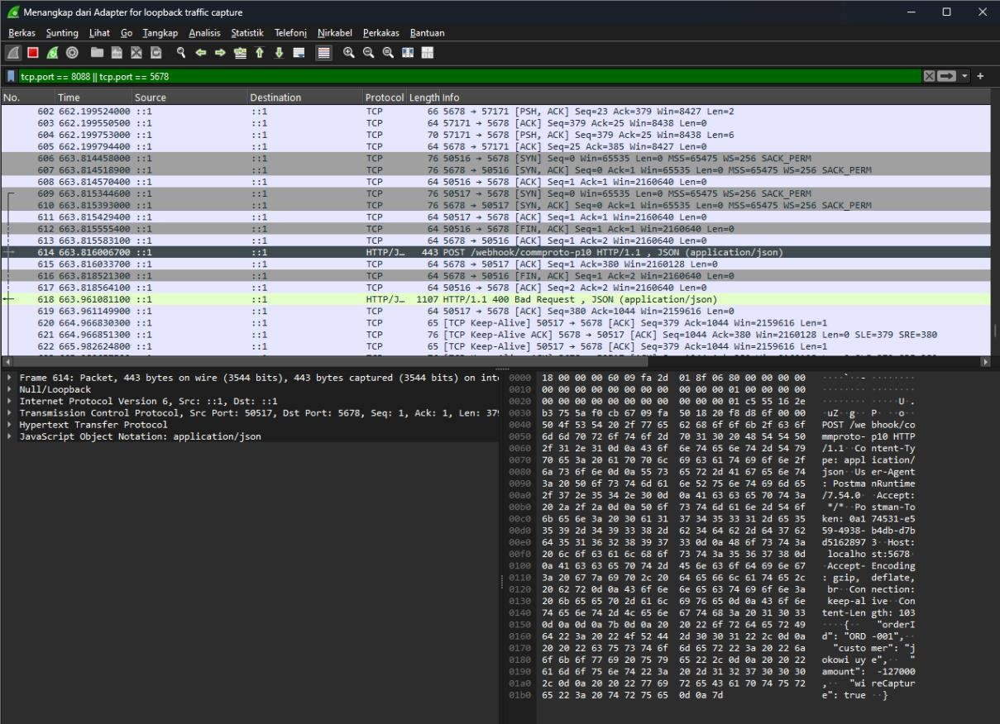 Menangkap dari Adapter for loopback traffic capture
Berkas Sunting Lihat Go Tangkap Analisis Statistik Telefonj Nirkabel Perkakas Bantuan
tcp.port == 8088 || tcp.port == 5678
No. Time Source Destination Protocol Length Info
602 662.199524000 ::1 ::1 TCP 66 5678 → 57171 [PSH, ACK] Seq=23 Ack=379 Win=8427 Len=2
603 662.199550500 ::1 ::1 TCP 64 57171 → 5678 [ACK] Seq=379 Ack=25 Win=8438 Len=0
604 662.199753000 ::1 ::1 TCP 70 57171 → 5678 [PSH, ACK] Seq=379 Ack=25 Win=8438 Len=6
605 662.199794400 ::1 ::1 TCP 64 5678 → 57171 [ACK] Seq=25 Ack=385 Win=8427 Len=0
606 663.814458000 ::1 ::1 TCP 76 50516 → 5678 [SYN] Seq=0 Win=65535 Len=0 MSS=65475 WS=256 SACK_PERM
607 663.814518900 ::1 ::1 TCP 76 5678 → 50516 [SYN, ACK] Seq=0 Ack=1 Win=65535 Len=0 MSS=65475 WS=256 SACK_PERM
608 663.814570400 ::1 ::1 TCP 64 50516 → 5678 [ACK] Seq=1 Ack=1 Win=2160640 Len=0
609 663.815344600 ::1 ::1 TCP 76 50517 → 5678 [SYN] Seq=0 Win=65535 Len=0 MSS=65475 WS=256 SACK_PERM
610 663.815393000 ::1 ::1 TCP 76 5678 → 50517 [SYN, ACK] Seq=0 Ack=1 Win=65535 Len=0 MSS=65475 WS=256 SACK_PERM
611 663.815429400 ::1 ::1 TCP 64 50517 → 5678 [ACK] Seq=1 Ack=1 Win=2160640 Len=0
612 663.815555400 ::1 ::1 TCP 64 50516 → 5678 [FIN, ACK] Seq=1 Ack=1 Win=2160640 Len=0
613 663.815583100 ::1 ::1 TCP 64 5678 → 50516 [ACK] Seq=1 Ack=2 Win=2160640 Len=0
614 663.816006700 ::1 ::1 HTTP/J… 443 POST /webhook/commproto-p10 HTTP/1.1 , JSON (application/json)
615 663.816033700 ::1 ::1 TCP 64 5678 → 50517 [ACK] Seq=1 Ack=380 Win=2160128 Len=0
616 663.818521300 ::1 ::1 TCP 64 5678 → 50516 [FIN, ACK] Seq=1 Ack=2 Win=2160640 Len=0
617 663.818564100 ::1 ::1 TCP 64 50516 → 5678 [ACK] Seq=2 Ack=2 Win=2160640 Len=0
618 663.961081100 ::1 ::1 HTTP/J… 1107 HTTP/1.1 400 Bad Request , JSON (application/json)
619 663.961149900 ::1 ::1 TCP 64 50517 → 5678 [ACK] Seq=380 Ack=1044 Win=2159616 Len=0
620 664.966830300 ::1 ::1 TCP 65 [TCP Keep-Alive] 50517 → 5678 [ACK] Seq=379 Ack=1044 Win=2159616 Len=1
621 664.966851300 ::1 ::1 TCP 76 [TCP Keep-Alive ACK] 5678 → 50517 [ACK] Seq=1044 Ack=380 Win=2160128 Len=0 SLE=379 SRE=380
622 665.982624800 ::1 ::1 TCP 65 [TCP Keep-Alive] 50517 → 5678 [ACK] Seq=379 Ack=1044 Win=2159616 Len=1
Frame 614: Packet, 443 bytes on wire (3544 bits), 443 bytes captured (3544 bits) on inte
Null/Loopback
Internet Protocol Version 6, Src: ::1, Dst: ::1
Transmission Control Protocol, Src Port: 50517, Dst Port: 5678, Seq: 1, Ack: 1, Len: 379
Hypertext Transfer Protocol
JavaScript Object Notation: application/json
0000 18 00 00 00 60 09 fa 2d 01 8f 06 80 00 00 00 00 ····`··- ········
0010 00 00 00 00 00 00 00 00 00 00 00 01 00 00 00 00 ········ ········
0020 00 00 00 00 00 00 00 00 00 00 00 01 c5 55 16 2e ········ ·····U·.
0030 b3 75 5a f0 cb 67 09 fa 50 18 20 f8 d6 6f 00 00 ·uZ··g·· P· ··o··
0040 50 4f 53 54 20 2f 77 65 62 68 6f 6f 6b 2f 63 6f POST /we bhook/co
0050 6d 6d 70 72 6f 74 6f 2d 70 31 30 20 48 54 54 50 mmproto- p10 HTTP
0060 2f 31 2e 31 0d 0a 43 6f 6e 74 65 6e 74 2d 54 79 /1.1··Co ntent-Ty
0070 70 65 3a 20 61 70 70 6c 69 63 61 74 69 6f 6e 2f pe: appl ication/
0080 6a 73 6f 6e 0d 0a 55 73 65 72 2d 41 67 65 6e 74 json··Us er-Agent
0090 3a 20 50 6f 73 74 6d 61 6e 52 75 6e 74 69 6d 65 : Postma nRuntime
00a0 2f 37 2e 35 34 2e 30 0d 0a 41 63 63 65 70 74 3a /7.54.0· ·Accept:
00b0 20 2a 2f 2a 0d 0a 50 6f 73 74 6d 61 6e 2d 54 6f */*··Po stman-To
00c0 6b 65 6e 3a 20 30 61 31 37 34 35 33 31 2d 65 35 ken: 0a1 74531-e5
00d0 35 39 2d 34 39 33 38 2d 62 34 64 62 2d 64 37 62 59-4938- b4db-d7b
00e0 64 35 31 36 32 38 39 37 33 0d 0a 48 6f 73 74 3a d5162897 3··Host:
00f0 20 6c 6f 63 61 6c 68 6f 73 74 3a 35 36 37 38 0d localho st:5678·
0100 0a 41 63 63 65 70 74 2d 45 6e 63 6f 64 69 6e 67 ·Accept- Encoding
0110 3a 20 67 7a 69 70 2c 20 64 65 66 6c 61 74 65 2c : gzip, deflate,
0120 20 62 72 0d 0a 43 6f 6e 6e 65 63 74 69 6f 6e 3a br··Con nection:
0130 20 6b 65 65 70 2d 61 6c 69 76 65 0d 0a 43 6f 6e keep-al ive··Con
0140 74 65 6e 74 2d 4c 65 6e 67 74 68 3a 20 31 30 33 tent-Len gth: 103
0150 0d 0a 0d 0a 7b 0d 0a 20 20 22 6f 72 64 65 72 49 ····{·· "orderI
0160 64 22 3a 20 22 4f 52 44 2d 30 30 31 22 2c 0d 0a d": "ORD -001",··
0170 20 20 22 63 75 73 74 6f 6d 65 72 22 3a 20 22 6a "custo mer": "j
0180 6f 6b 6f 77 69 20 75 79 65 22 2c 0d 0a 20 20 22 okowi uy e",·· "
0190 61 6d 6f 75 6e 74 22 3a 20 2d 31 32 37 30 30 30 amount": -127000
01a0 2c 0d 0a 20 20 22 77 69 72 65 43 61 70 74 75 72 ,·· "wi reCaptur
01b0 65 22 3a 20 74 72 75 65 0d 0a 7d e": true ··}